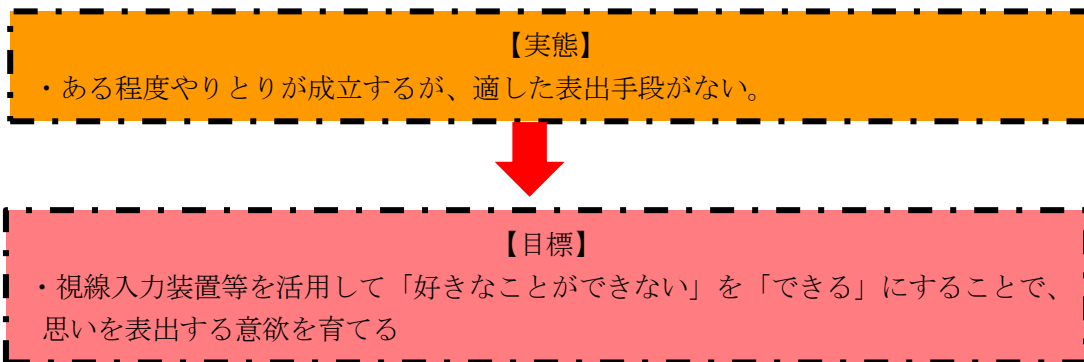 【実態】
・ある程度やりとりが成立するが、適した表出手段がない。
【目標】
・視線入力装置等を活用して「好きなことができない」を「できる」にすることで、
思いを表出する意欲を育てる